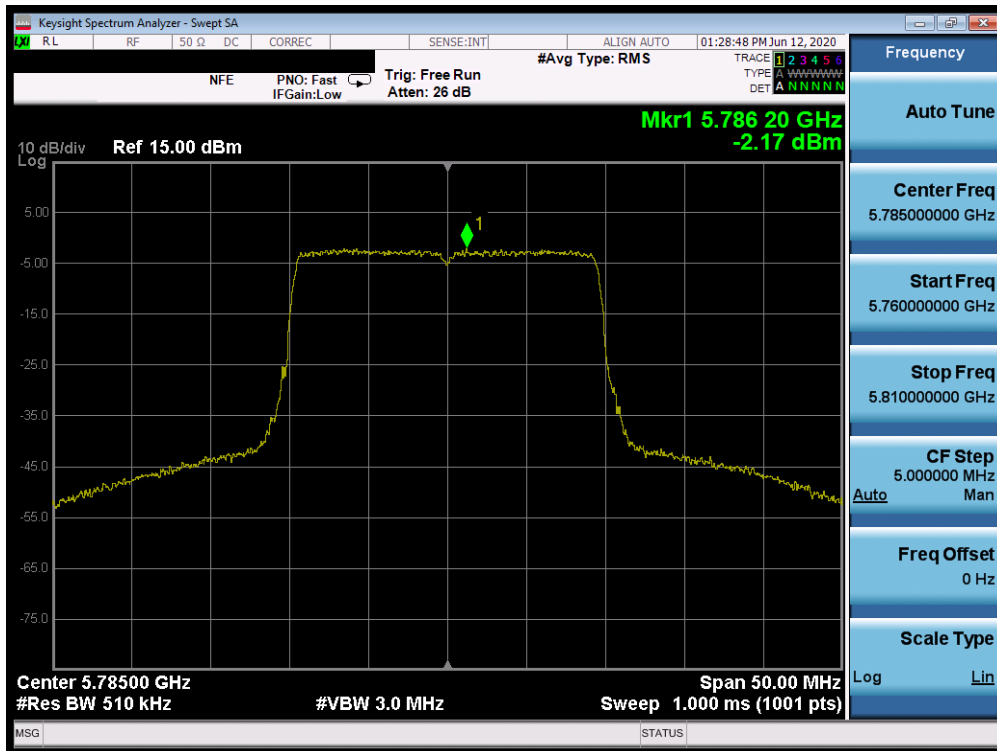 Keysight Spectrum Analyzer - Swept SA
LXI RL RF 50 Ω DC CORREC SENSE:INT ALIGN AUTO 01:28:48 PM Jun 12, 2020
#Avg Type: RMS TRACE 1 2 3 4 5 6
NFE PNO: Fast Trig: Free Run TYPE A WWWWW
IFGain:Low Atten: 26 dB DET A N N N N N
Mkr1 5.786 20 GHz
10 dB/div Ref 15.00 dBm -2.17 dBm
Log
1
5.00
-5.00
-15.0
-25.0
-35.0
-45.0
-55.0
-65.0
-75.0
Center 5.78500 GHz Span 50.00 MHz
#Res BW 510 kHz #VBW 3.0 MHz Sweep 1.000 ms (1001 pts)
MSG STATUS
Frequency
Auto Tune
Center Freq
5.785000000 GHz
Start Freq
5.760000000 GHz
Stop Freq
5.810000000 GHz
CF Step
5.000000 MHz
Auto Man
Freq Offset
0 Hz
Scale Type
Log Lin